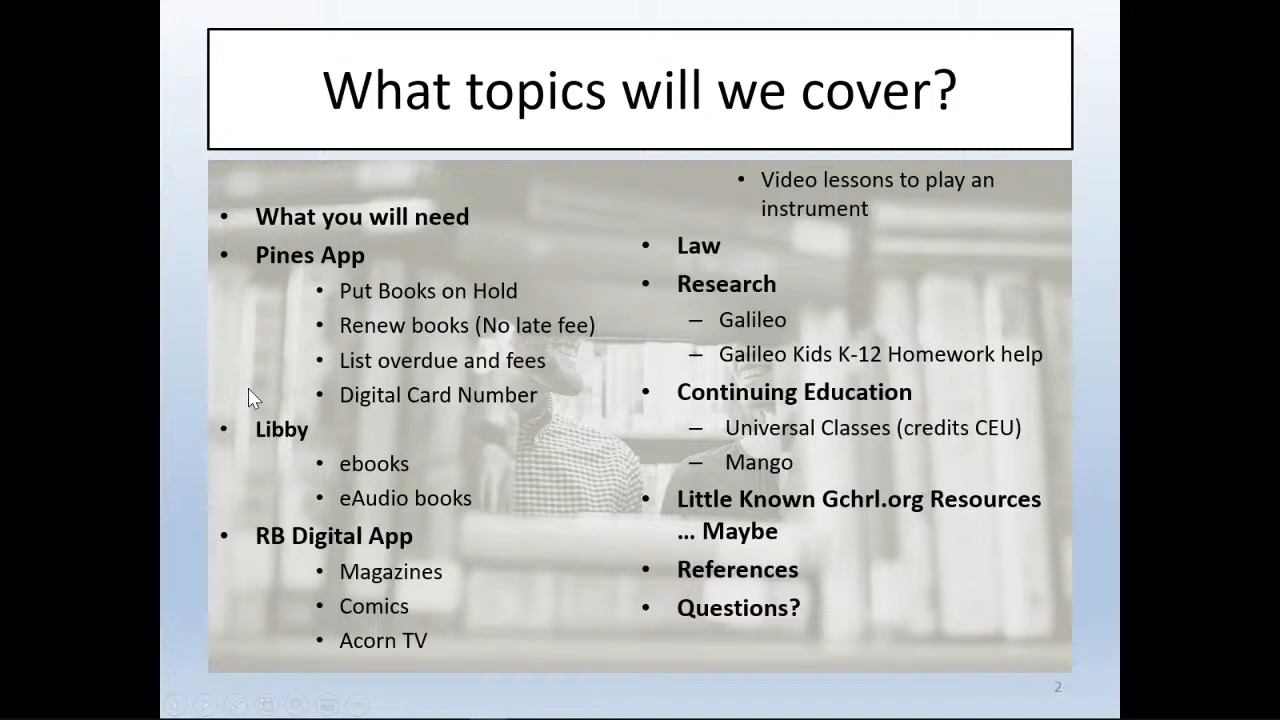 What topics will we cover?
• What you will need
• Pines App
• Put Books on Hold
• Renew books (No late fee)
• List overdue and fees
• Digital Card Number
• Libby
• ebooks
• eAudio books
• RB Digital App
• Magazines
• Comics
• Acorn TV
• Video lessons to play an
instrument
• Law
• Research
– Galileo
– Galileo Kids K-12 Homework help
• Continuing Education
– Universal Classes (credits CEU)
– Mango
• Little Known Gchrl.org Resources
... Maybe
• References
• Questions?
2